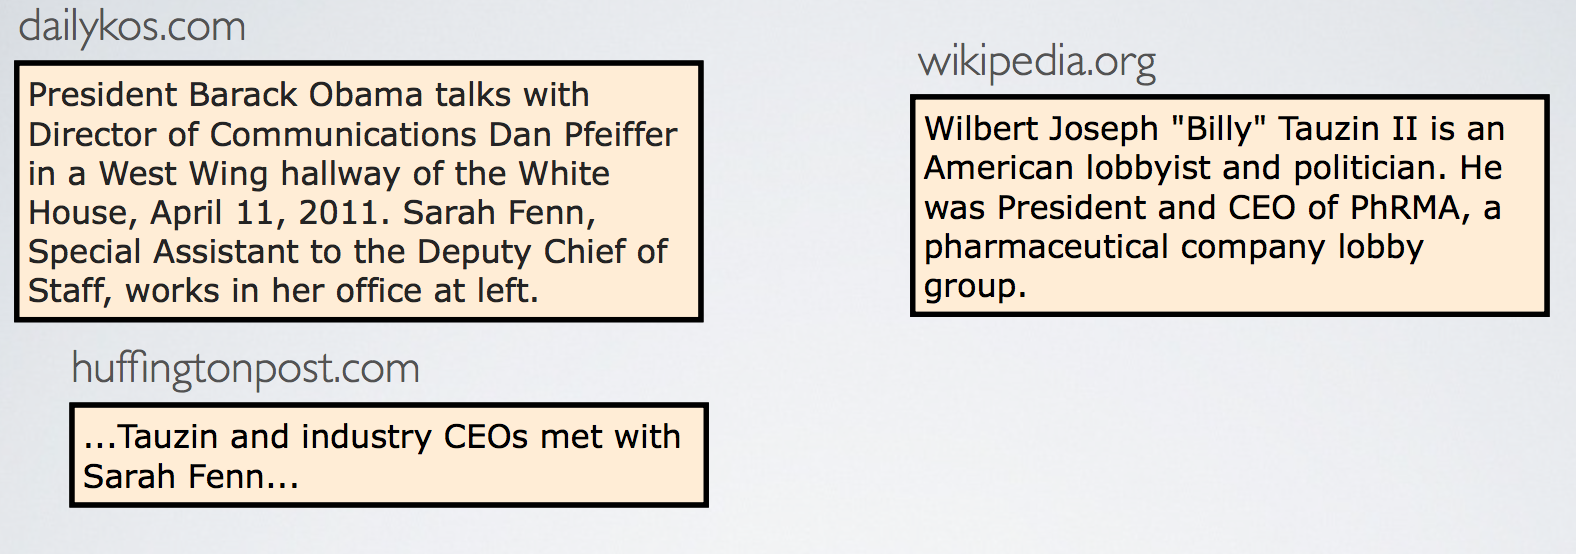 dailykos.com
President Barack Obama talks with
Director of Communications Dan Pfeiffer
in a West Wing hallway of the White
House, April 11, 2011. Sarah Fenn,
Special Assistant to the Deputy Chief of
Staff, works in her office at left.
wikipedia.org
Wilbert Joseph "Billy" Tauzin II is an
American lobbyist and politician. He
was President and CEO of PhRMA, a
pharmaceutical company lobby
group.
huffingtonpost.com
...Tauzin and industry CEOs met with
Sarah Fenn...